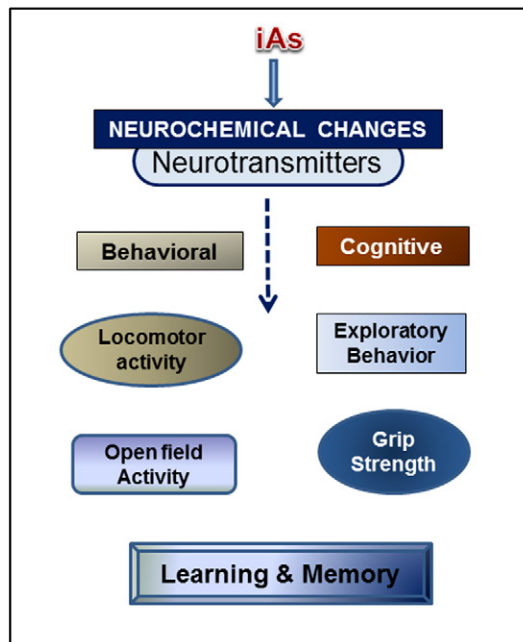 iAs
NEUROCHEMICAL CHANGES
Neurotransmitters
Behavioral
Cognitive
Locomotor
activity
Exploratory
Behavior
Open field
Activity
Grip
Strength
Learning & Memory